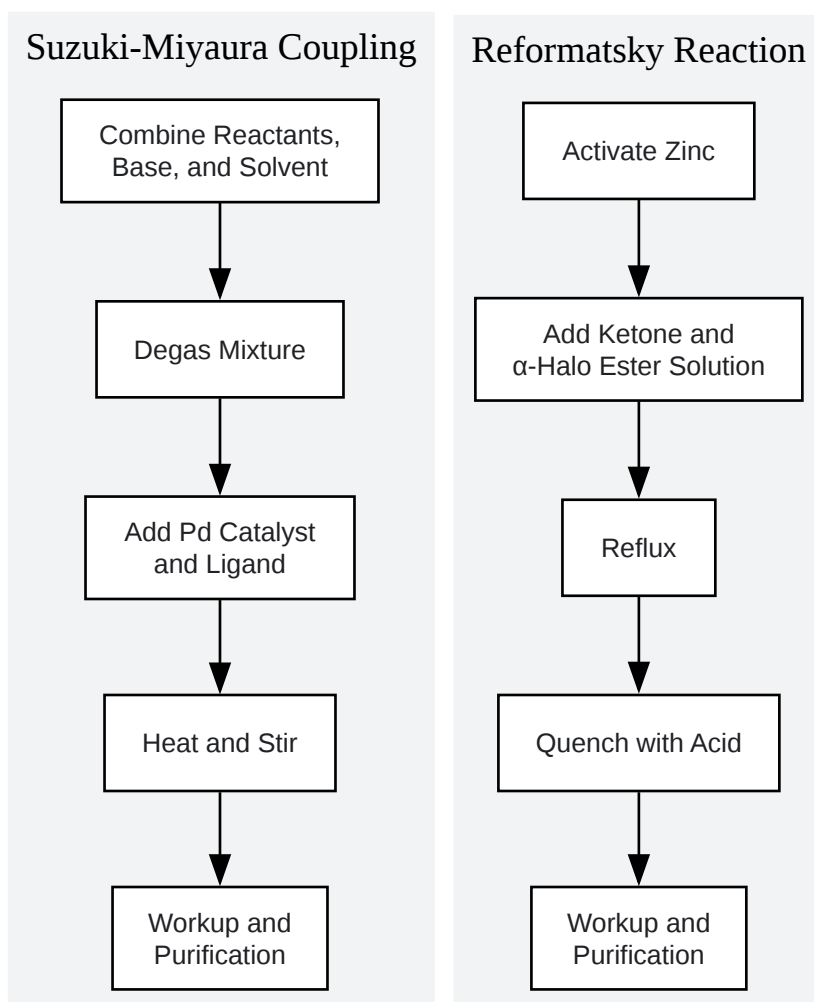 Suzuki-Miyaura Coupling
Combine Reactants,
Base, and Solvent
Degas Mixture
Add Pd Catalyst
and Ligand
Heat and Stir
Workup and
Purification
Reformatsky Reaction
Activate Zinc
Add Ketone and
α-Halo Ester Solution
Reflux
Quench with Acid
Workup and
Purification